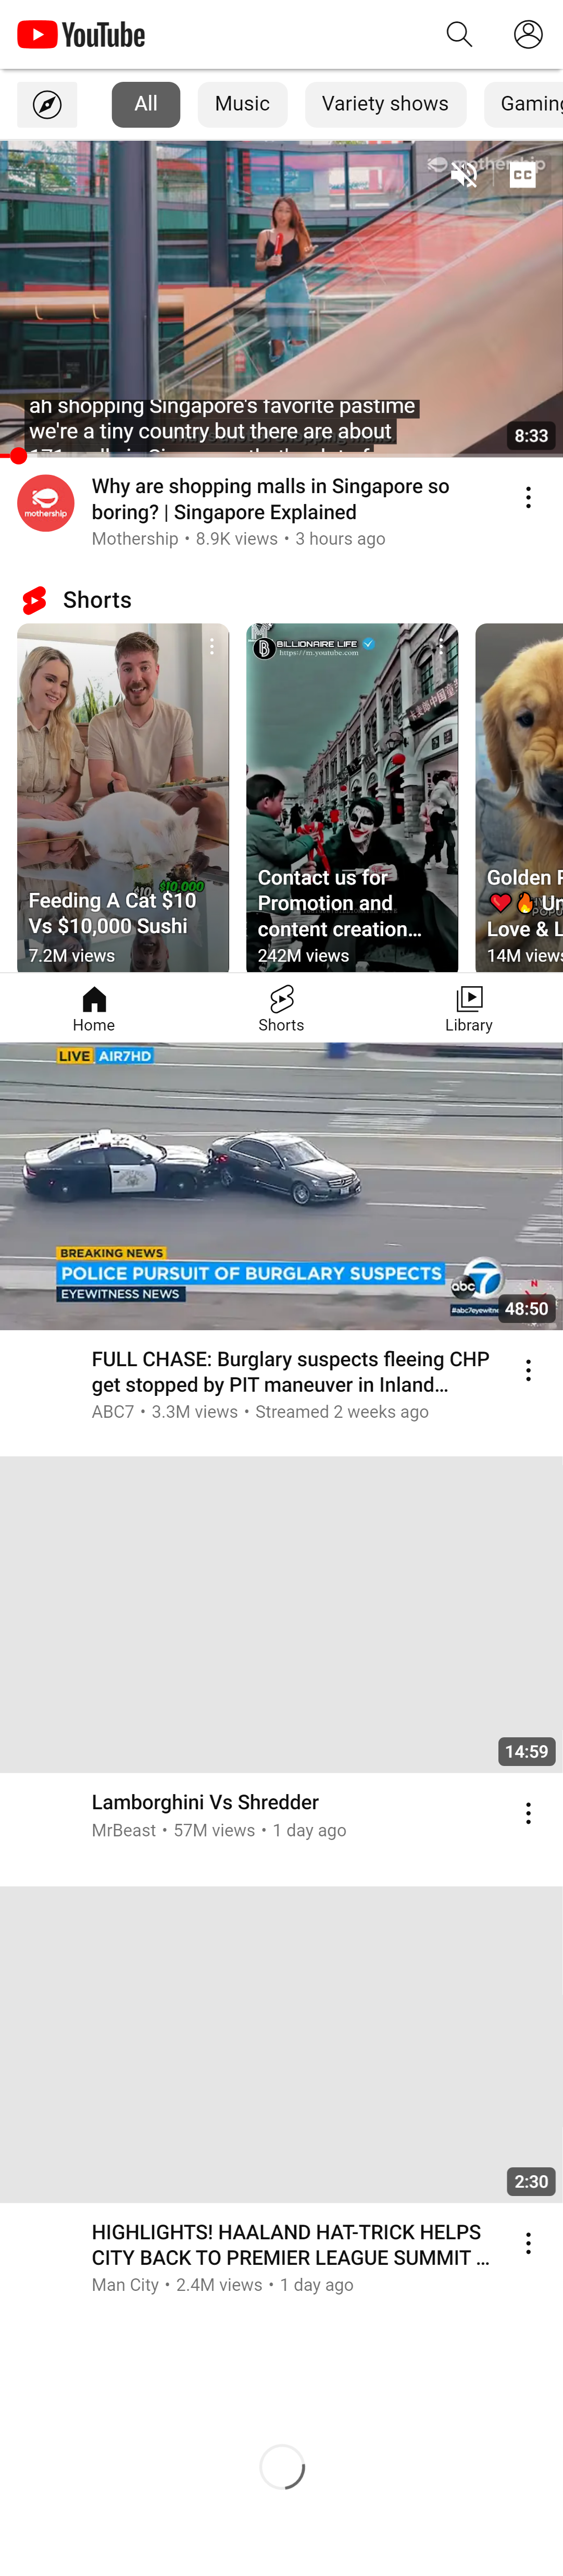 YouTube
All
Music
Variety shows
Gaming
mothership
CC
ah shopping Singapore's favorite pastime
we're a tiny country but there are about
8:33
mothership
Why are shopping malls in Singapore so
boring? | Singapore Explained
Mothership • 8.9K views • 3 hours ago
Shorts
$10
$10,000
Feeding A Cat $10
Vs $10,000 Sushi
7.2M views
BILLIONAIRE LIFE
https://m.youtube.com
Contact us for
Promotion and
content creation...
242M views
Golden
Love & L
14M views
Home
Shorts
Library
LIVE AIR7HD
BREAKING NEWS
POLICE PURSUIT OF BURGLARY SUSPECTS
EYEWITNESS NEWS
abc 7
#abc7eyewitne
N
48:50
FULL CHASE: Burglary suspects fleeing CHP
get stopped by PIT maneuver in Inland...
ABC7 • 3.3M views • Streamed 2 weeks ago
14:59
Lamborghini Vs Shredder
MrBeast • 57M views • 1 day ago
2:30
HIGHLIGHTS! HAALAND HAT-TRICK HELPS
CITY BACK TO PREMIER LEAGUE SUMMIT ...
Man City • 2.4M views • 1 day ago